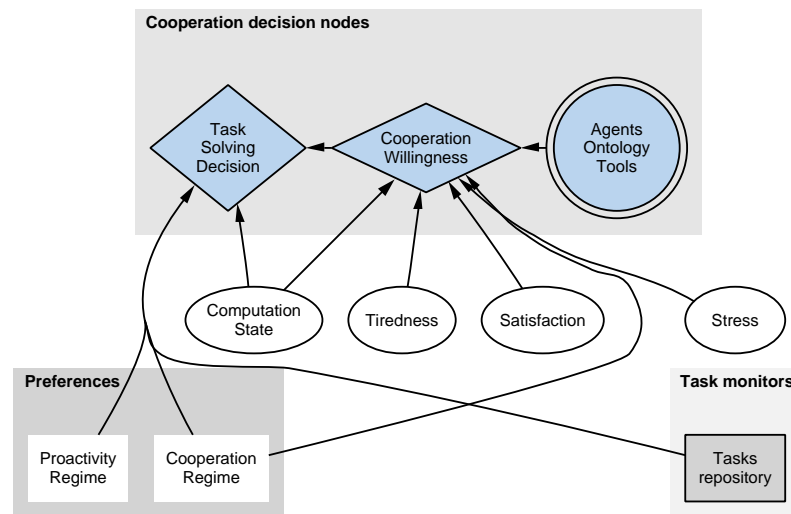 Cooperation decision nodes
Task
Solving
Decision
Cooperation
Willingness
Agents
Ontology
Tools
Computation
State
Tiredness
Satisfaction
Stress
Preferences
Proactivity
Regime
Cooperation
Regime
Task monitors
Tasks
repository